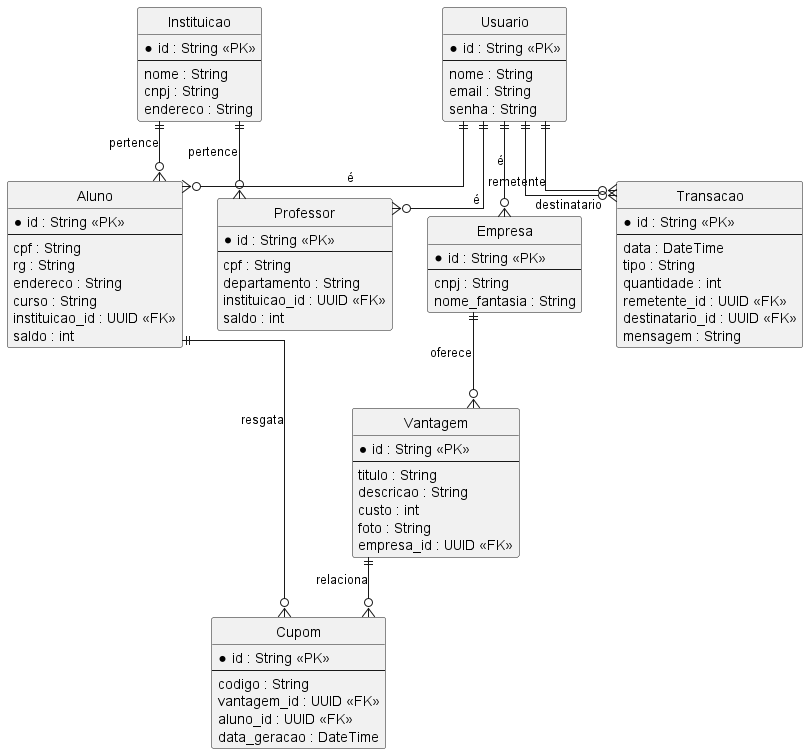 Instituicao
* id : String «PK»
nome : String
cnpj : String
endereco : String
Usuario
* id : String «PK»
nome : String
email : String
senha : String
pertence
pertence
é
é
é
remetente
destinatario
Aluno
* id : String «PK»
cpf : String
rg : String
endereco : String
curso : String
instituicao_id : UUID «FK»
saldo : int
Professor
* id : String «PK»
cpf : String
departamento : String
instituicao_id : UUID «FK»
saldo : int
Empresa
* id : String «PK»
cnpj : String
nome_fantasia : String
Transacao
* id : String «PK»
data : DateTime
tipo : String
quantidade : int
remetente_id : UUID «FK»
destinatario_id : UUID «FK»
mensagem : String
oferece
resgata
Vantagem
* id : String «PK»
titulo : String
descricao : String
custo : int
foto : String
empresa_id : UUID «FK»
relaciona
Cupom
* id : String «PK»
codigo : String
vantagem_id : UUID «FK»
aluno_id : UUID «FK»
data_geracao : DateTime